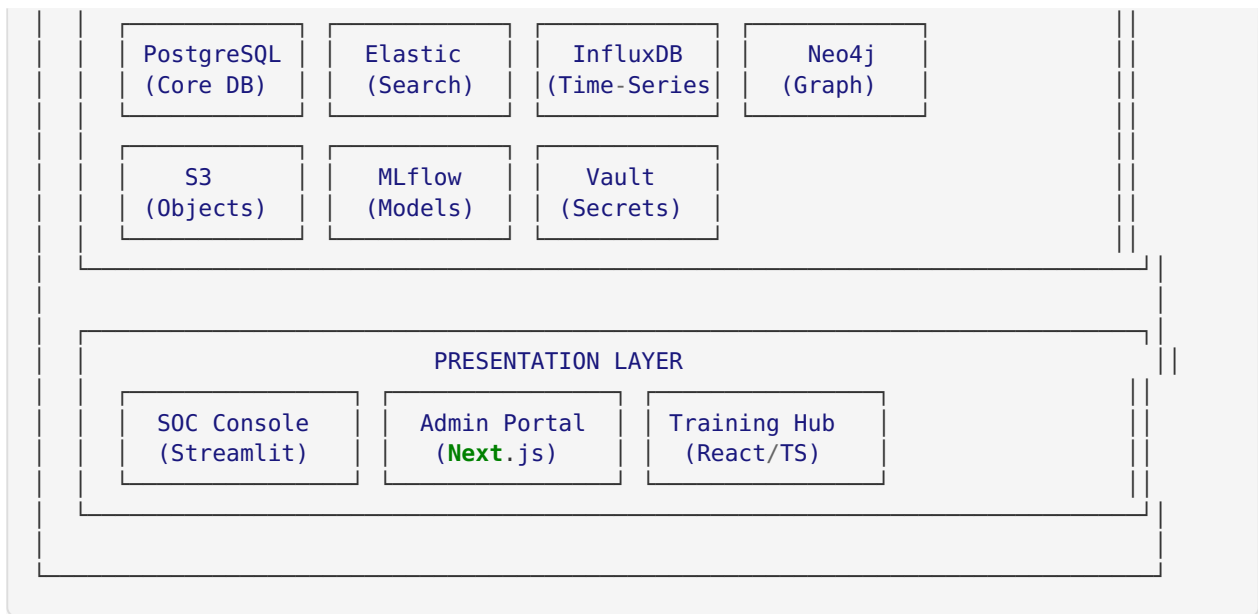 PostgreSQL Elastic InfluxDB Neo4j
(Core DB) (Search) (Time-Series (Graph)
S3 MLflow Vault
(Objects) (Models) (Secrets)
PRESENTATION LAYER
SOC Console Admin Portal Training Hub
(Streamlit) (Next.js) (React/TS)